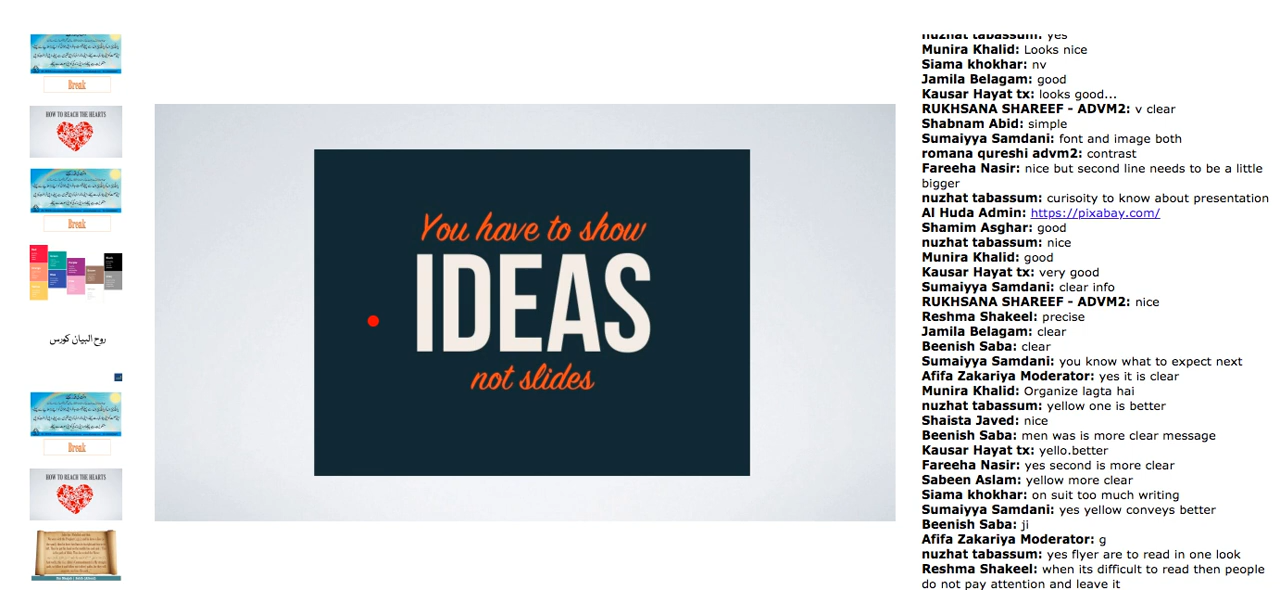 Break
HOW TO REACH THE HEARTS
Break
روح البيان كورس
Break
HOW TO REACH THE HEARTS
You have to show
IDEAS
not slides
nuzhat tabassum: yes
Munira Khalid: Looks nice
Siama khokhar: nv
Jamila Belagam: good
Kausar Hayat tx: looks good...
RUKHSANA SHAREEF - ADVM2: v clear
Shabnam Abid: simple
Sumaiyya Samdani: font and image both
romana qureshi advm2: contrast
Fareeha Nasir: nice but second line needs to be a little
bigger
nuzhat tabassum: curisoity to know about presentation
Al Huda Admin: https://pixabay.com/
Shamim Asghar: good
nuzhat tabassum: nice
Munira Khalid: good
Kausar Hayat tx: very good
Sumaiyya Samdani: clear info
RUKHSANA SHAREEF - ADVM2: nice
Reshma Shakeel: precise
Jamila Belagam: clear
Beenish Saba: clear
Sumaiyya Samdani: you know what to expect next
Afifa Zakariya Moderator: yes it is clear
Munira Khalid: Organize lagta hai
nuzhat tabassum: yellow one is better
Shaista Javed: nice
Beenish Saba: men was is more clear message
Kausar Hayat tx: yello.better
Fareeha Nasir: yes second is more clear
Sabeen Aslam: yellow more clear
Siama khokhar: on suit too much writing
Sumaiyya Samdani: yes yellow conveys better
Beenish Saba: ji
Afifa Zakariya Moderator: g
nuzhat tabassum: yes flyer are to read in one look
Reshma Shakeel: when its difficult to read then people
do not pay attention and leave it